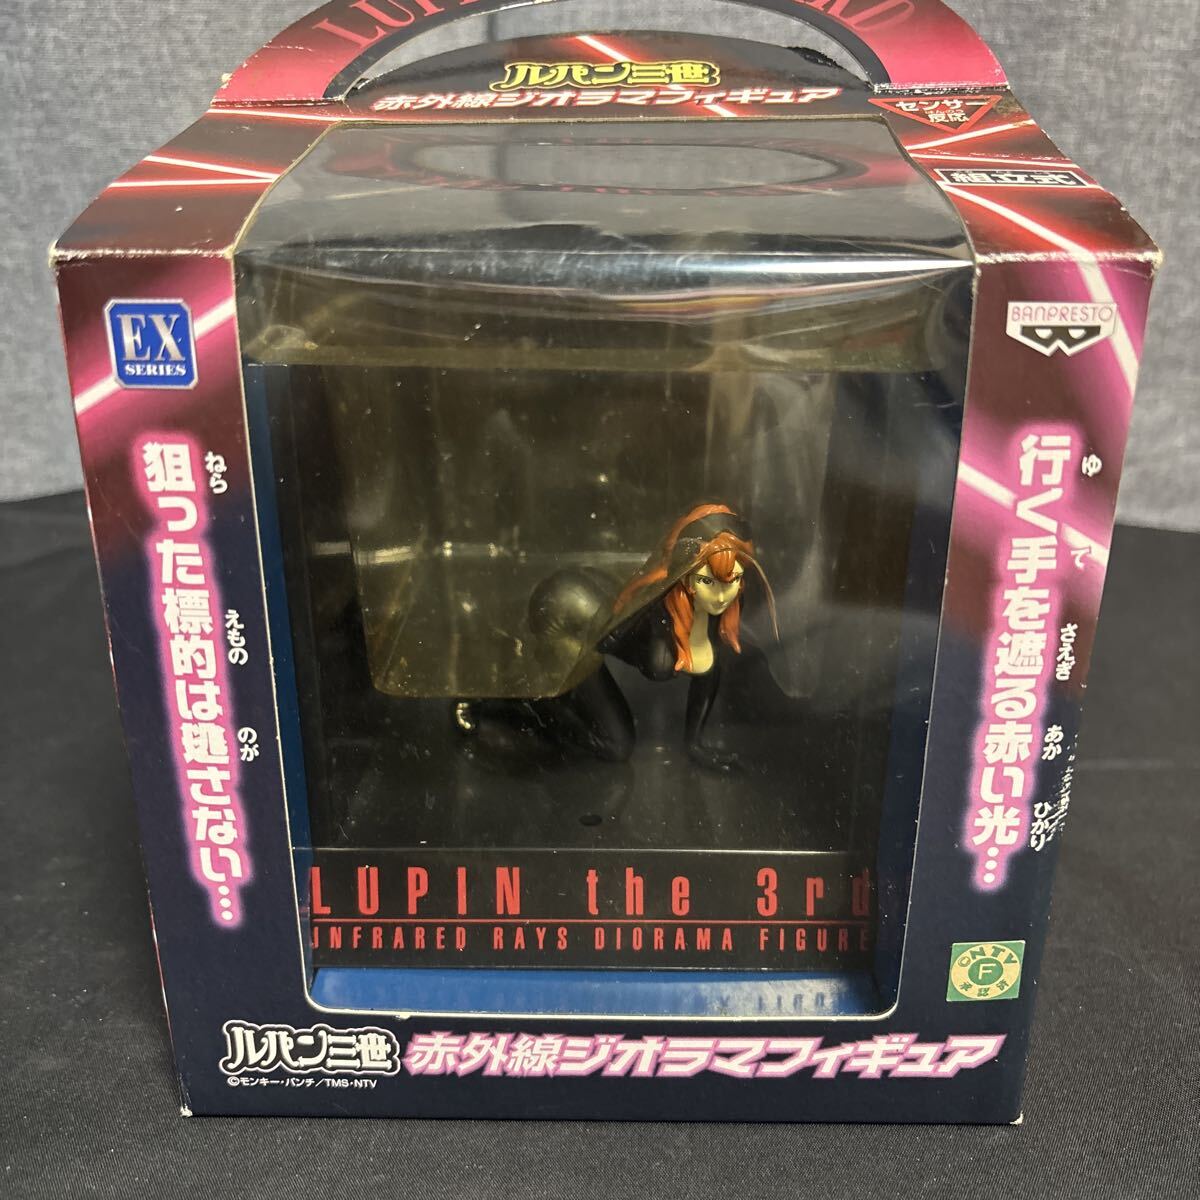 ルパン三世
赤外線ジオラマフィギュア
センサー
反応
組立式
EX
SERIES
BANPRESTO
狙った標的は逃さない…
ねら
えもの
のが
行く手を遮る赤い光…
ゆ
て
さえぎ
あか
ひかり
LUPIN the 3rd
INFRARED RAYS DIORAMA FIGURE
©NTV
F
承認済
ルパン三世 赤外線ジオラマフィギュア
©モンキー・パンチ/TMS・NTV